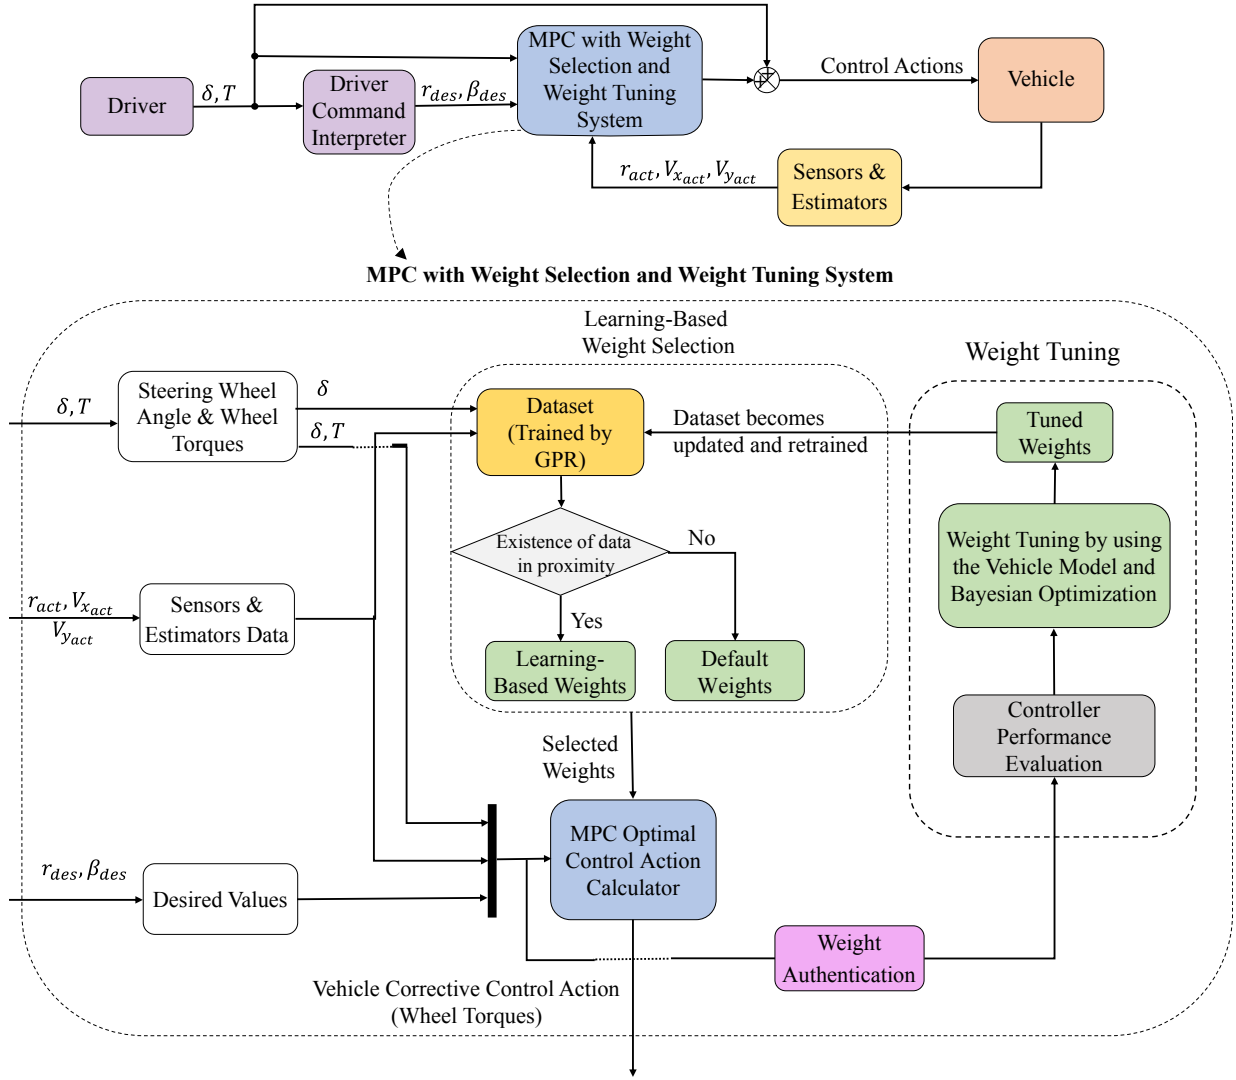 Driver
δ, T
Driver
Command
Interpreter
r_des, β_des
MPC with Weight
Selection and
Weight Tuning
System
Control Actions
Vehicle
r_act, V_x_act, V_y_act
Sensors &
Estimators
MPC with Weight Selection and Weight Tuning System
Learning-Based
Weight Selection
Weight Tuning
δ, T
Steering Wheel
Angle & Wheel
Torques
δ
δ, T
Dataset
(Trained by
GPR)
Dataset becomes
updated and retrained
Tuned
Weights
Weight Tuning by using
the Vehicle Model and
Bayesian Optimization
Existence of data
in proximity
No
Yes
Learning-
Based Weights
Default
Weights
r_act, V_x_act
V_y_act
Sensors &
Estimators Data
Controller
Performance
Evaluation
Selected
Weights
MPC Optimal
Control Action
Calculator
r_des, β_des
Desired Values
Weight
Authentication
Vehicle Corrective Control Action
(Wheel Torques)